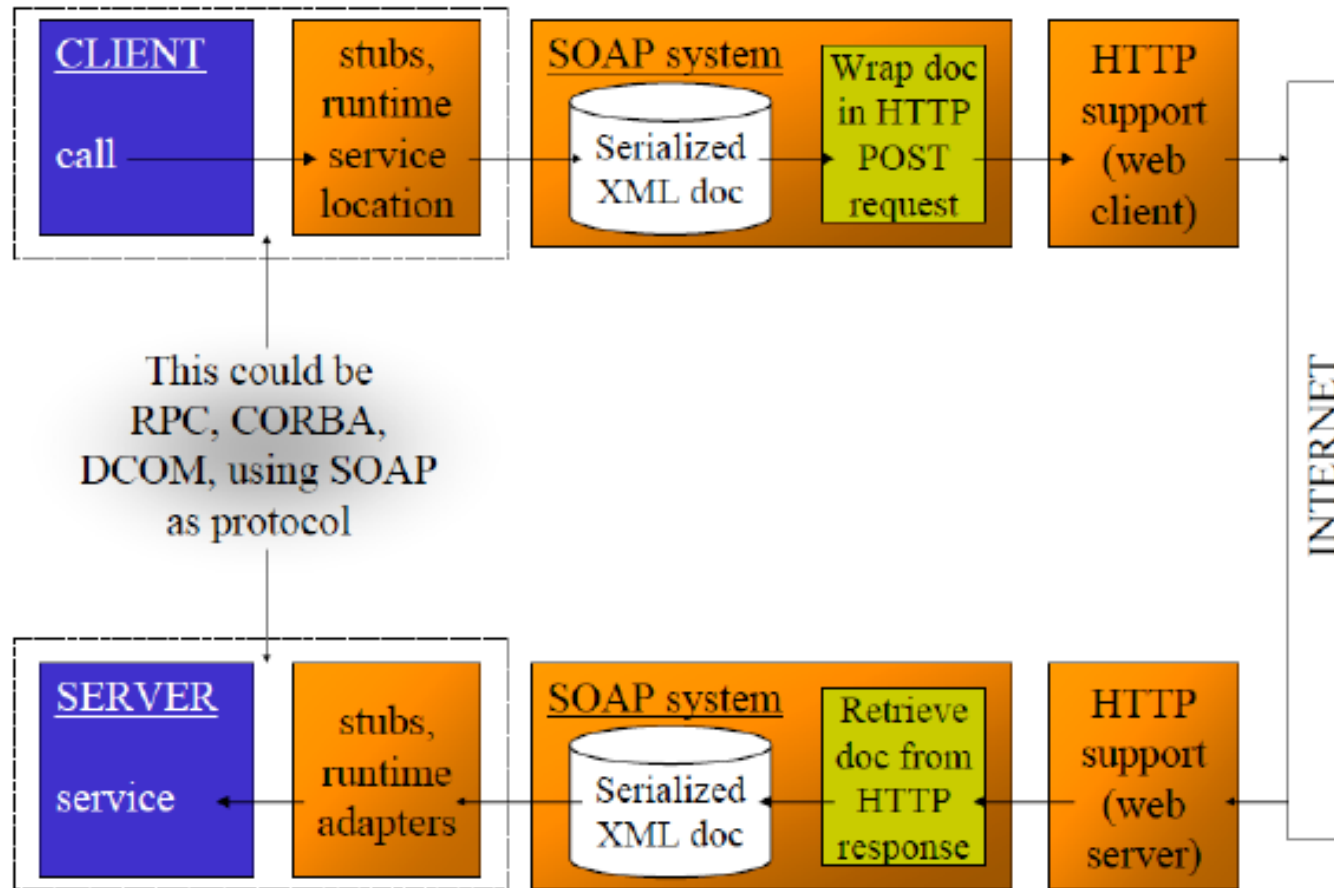 CLIENT
call
stubs,
runtime
service
location
SOAP system
Serialized
XML doc
Wrap doc
in HTTP
POST
request
HTTP
support
(web
client)
This could be
RPC, CORBA,
DCOM, using SOAP
as protocol
INTERNET
SERVER
service
stubs,
runtime
adapters
SOAP system
Serialized
XML doc
Retrieve
doc from
HTTP
response
HTTP
support
(web
server)